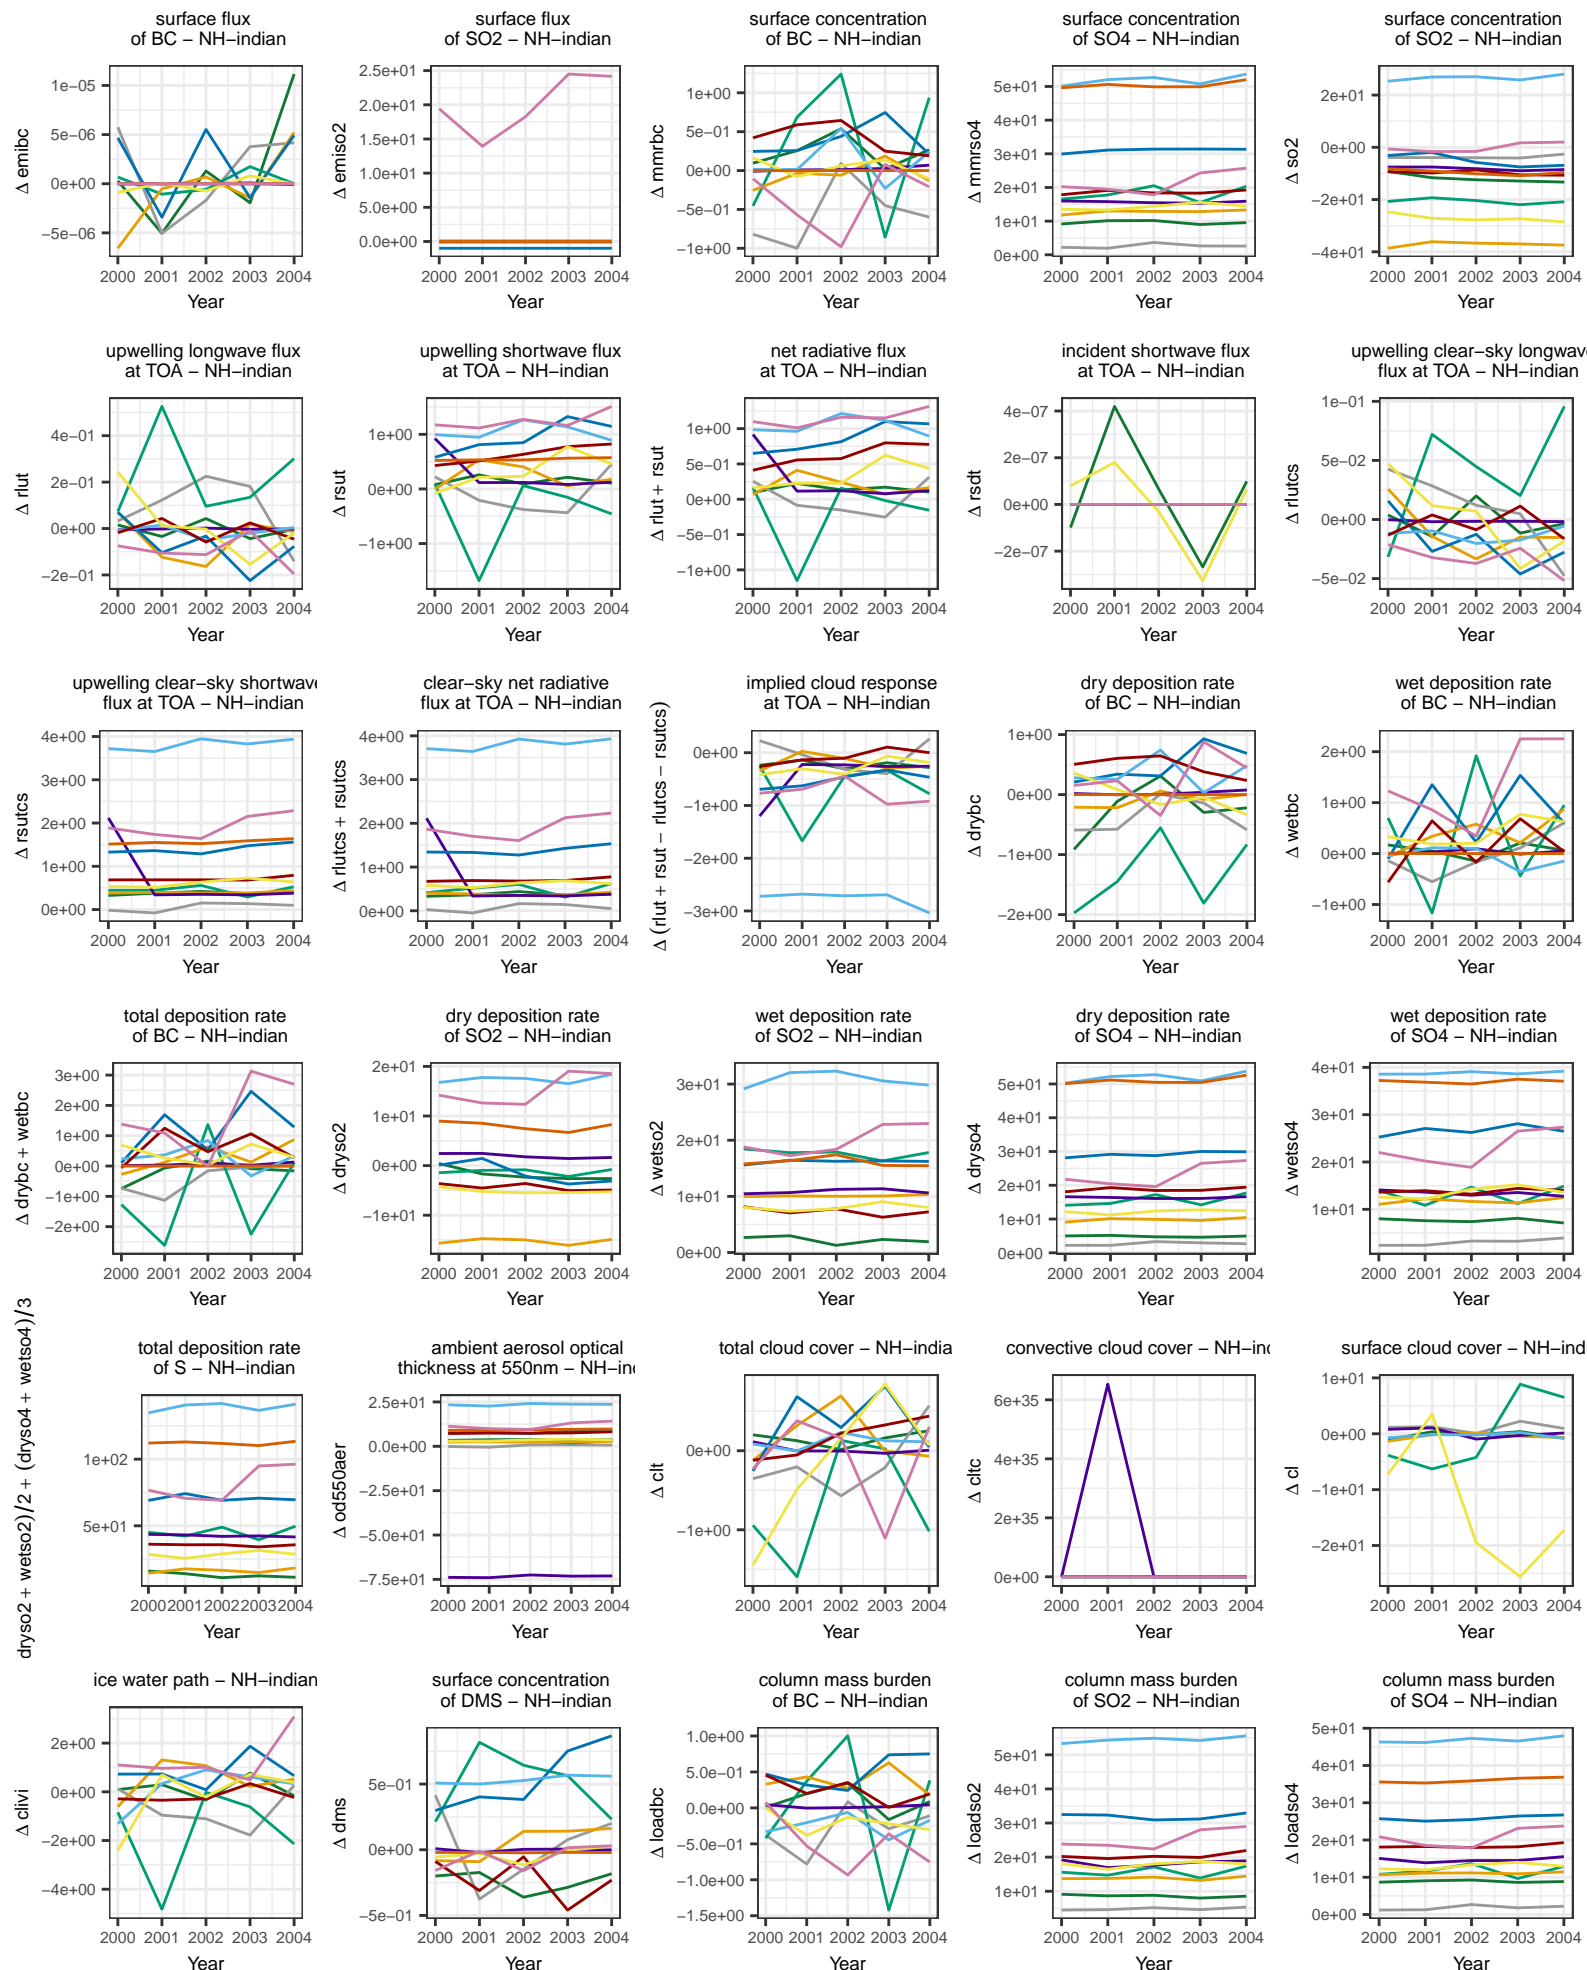 surface flux
of BC − NH−indian
surface flux
of SO2 − NH−indian
surface concentration
of BC − NH−indian
surface concentration
of SO4 − NH−indian
surface concentration
of SO2 − NH−indian
Δ emibc
1e−05
5e−06
0e+00
−5e−06
2000 2001 2002 2003 2004
Year
Δ emiso2
2.5e+01
2.0e+01
1.5e+01
1.0e+01
5.0e+00
0.0e+00
2000 2001 2002 2003 2004
Year
Δ mmrbc
1e+00
5e−01
0e+00
−5e−01
−1e+00
2000 2001 2002 2003 2004
Year
Δ mmrso4
5e+01
4e+01
3e+01
2e+01
1e+01
0e+00
2000 2001 2002 2003 2004
Year
Δ so2
2e+01
0e+00
−2e+01
−4e+01
2000 2001 2002 2003 2004
Year
upwelling longwave flux
at TOA − NH−indian
upwelling shortwave flux
at TOA − NH−indian
net radiative flux
at TOA − NH−indian
incident shortwave flux
at TOA − NH−indian
upwelling clear−sky longwav
flux at TOA − NH−indian
Δ rlut
4e−01
2e−01
0e+00
−2e−01
2000 2001 2002 2003 2004
Year
Δ rsut
1e+00
0e+00
−1e+00
2000 2001 2002 2003 2004
Year
Δ rlut + rsut
1e+00
5e−01
0e+00
−5e−01
−1e+00
2000 2001 2002 2003 2004
Year
Δ rsdt
4e−07
2e−07
0e+00
−2e−07
2000 2001 2002 2003 2004
Year
Δ rlutcs
1e−01
5e−02
0e+00
−5e−02
2000 2001 2002 2003 2004
Year
upwelling clear−sky shortwav
flux at TOA − NH−indian
clear−sky net radiative
flux at TOA − NH−indian
implied cloud response
at TOA − NH−indian
dry deposition rate
of BC − NH−indian
wet deposition rate
of BC − NH−indian
Δ rsutcs
4e+00
3e+00
2e+00
1e+00
0e+00
2000 2001 2002 2003 2004
Year
Δ rlutcs + rsutcs
4e+00
3e+00
2e+00
1e+00
0e+00
2000 2001 2002 2003 2004
Year
Δ (rlut + rsut − rlutcs − rsutcs)
0e+00
−1e+00
−2e+00
−3e+00
2000 2001 2002 2003 2004
Year
Δ drybc
1e+00
0e+00
−1e+00
−2e+00
2000 2001 2002 2003 2004
Year
Δ wetbc
2e+00
1e+00
0e+00
−1e+00
2000 2001 2002 2003 2004
Year
total deposition rate
of BC − NH−indian
dry deposition rate
of SO2 − NH−indian
wet deposition rate
of SO2 − NH−indian
dry deposition rate
of SO4 − NH−indian
wet deposition rate
of SO4 − NH−indian
Δ drybc + wetbc
3e+00
2e+00
1e+00
0e+00
−1e+00
−2e+00
2000 2001 2002 2003 2004
Year
Δ dryso2
2e+01
1e+01
0e+00
−1e+01
2000 2001 2002 2003 2004
Year
Δ wetso2
3e+01
2e+01
1e+01
0e+00
2000 2001 2002 2003 2004
Year
Δ dryso4
5e+01
4e+01
3e+01
2e+01
1e+01
0e+00
2000 2001 2002 2003 2004
Year
Δ wetso4
4e+01
3e+01
2e+01
1e+01
2000 2001 2002 2003 2004
Year
total deposition rate
of S − NH−indian
ambient aerosol optical
thickness at 550nm − NH−in
total cloud cover − NH−india
convective cloud cover − NH−in
surface cloud cover − NH−ind
dryso2 + wetso2)/2 + (dryso4 + wetso4)/3
1e+02
5e+01
2000 2001 2002 2003 2004
Year
Δ od550aer
2.5e+01
0.0e+00
−2.5e+01
−5.0e+01
−7.5e+01
2000 2001 2002 2003 2004
Year
Δ clt
0e+00
−1e+00
2000 2001 2002 2003 2004
Year
Δ cltc
6e+35
4e+35
2e+35
0e+00
2000 2001 2002 2003 2004
Year
Δ cl
1e+01
0e+00
−1e+01
−2e+01
2000 2001 2002 2003 2004
Year
ice water path − NH−indian
surface concentration
of DMS − NH−indian
column mass burden
of BC − NH−indian
column mass burden
of SO2 − NH−indian
column mass burden
of SO4 − NH−indian
Δ clivi
2e+00
0e+00
−2e+00
−4e+00
2000 2001 2002 2003 2004
Year
Δ dms
5e−01
0e+00
−5e−01
2000 2001 2002 2003 2004
Year
Δ loadbc
1.0e+00
5.0e−01
0.0e+00
−5.0e−01
−1.0e+00
−1.5e+00
2000 2001 2002 2003 2004
Year
Δ loadso2
5e+01
4e+01
3e+01
2e+01
1e+01
2000 2001 2002 2003 2004
Year
Δ loadso4
5e+01
4e+01
3e+01
2e+01
1e+01
0e+00
2000 2001 2002 2003 2004
Year